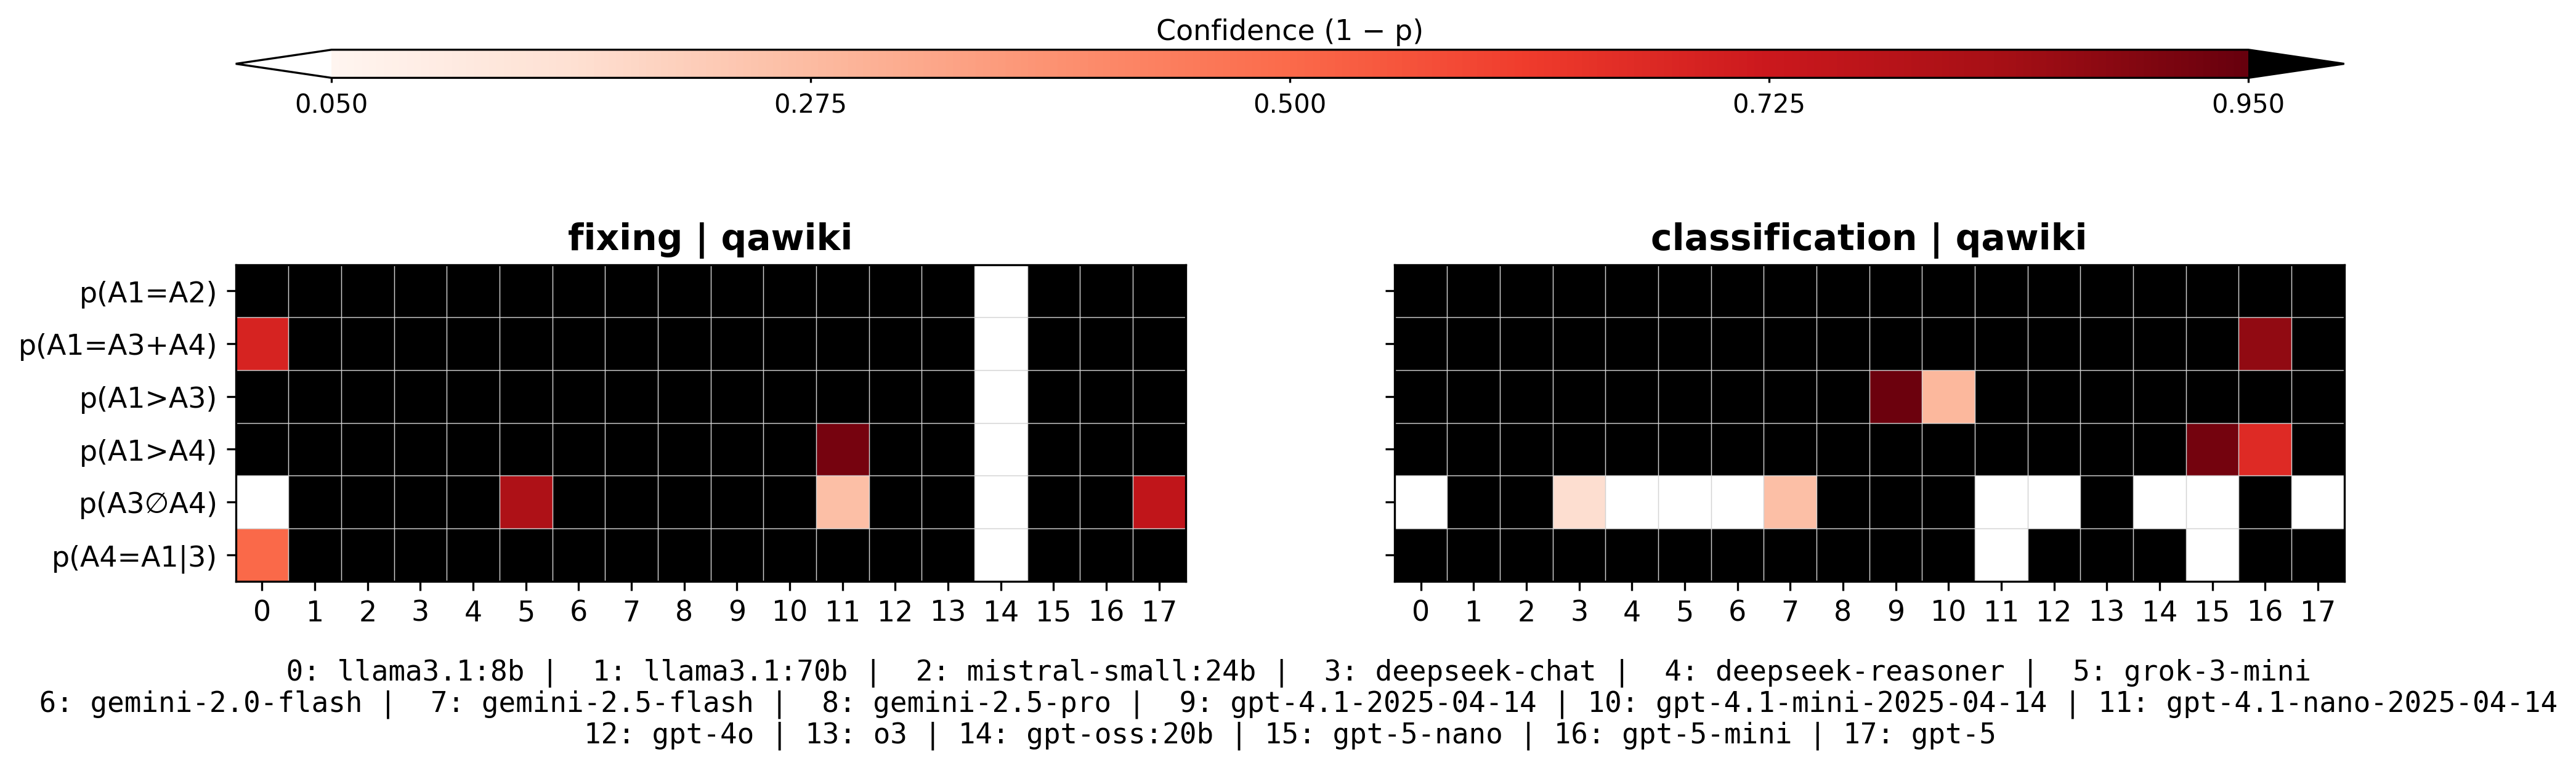 Confidence (1 − p)
0.050 0.275 0.500 0.725 0.950
fixing | qawiki
classification | qawiki
p(A1=A2)
p(A1=A3+A4)
p(A1>A3)
p(A1>A4)
p(A3∅A4)
p(A4=A1|3)
0 1 2 3 4 5 6 7 8 9 10 11 12 13 14 15 16 17
0 1 2 3 4 5 6 7 8 9 10 11 12 13 14 15 16 17
0: llama3.1:8b | 1: llama3.1:70b | 2: mistral-small:24b | 3: deepseek-chat | 4: deepseek-reasoner | 5: grok-3-mini
6: gemini-2.0-flash | 7: gemini-2.5-flash | 8: gemini-2.5-pro | 9: gpt-4.1-2025-04-14 | 10: gpt-4.1-mini-2025-04-14 | 11: gpt-4.1-nano-2025-04-14
12: gpt-4o | 13: o3 | 14: gpt-oss:20b | 15: gpt-5-nano | 16: gpt-5-mini | 17: gpt-5